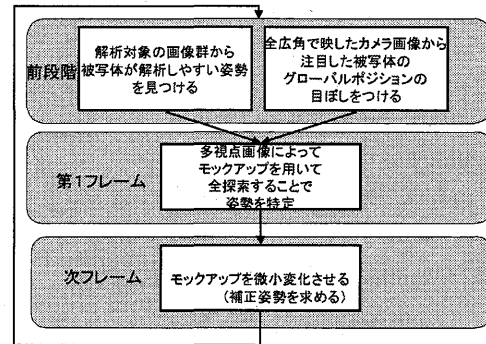 前段階
解析対象の画像群から
被写体が解析しやすい姿勢
を見つける
全広角で映したカメラ画像から
注目した被写体の
グローバルポジションの
目ぼしをつける
第1フレーム
多視点画像によって
モックアップを用いて
全探索することで
姿勢を特定
次フレーム
モックアップを微小変化させる
(補正姿勢を求める)